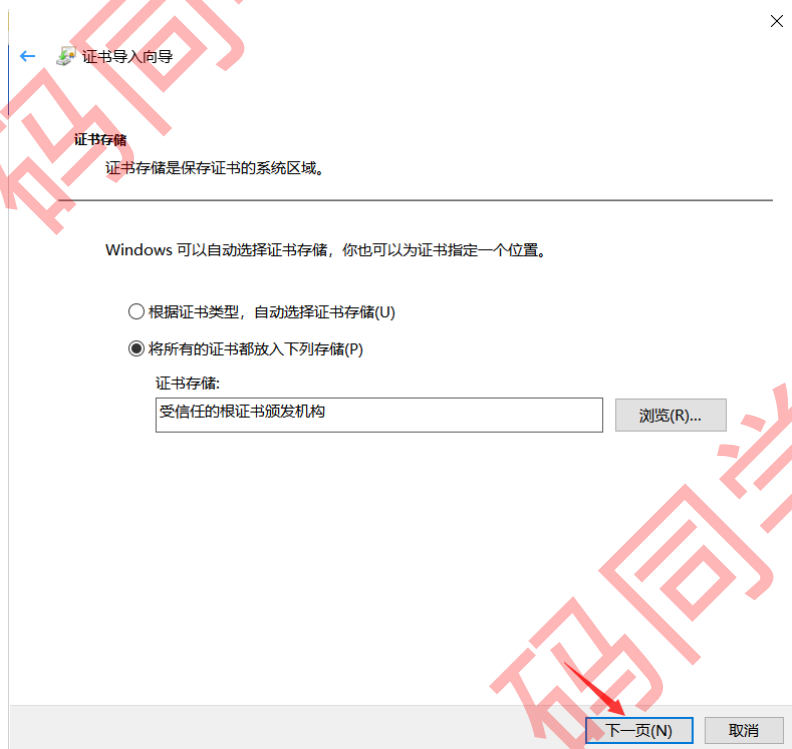 证书导入向导
证书存储
证书存储是保存证书的系统区域。
Windows 可以自动选择证书存储，你也可以为证书指定一个位置。
根据证书类型，自动选择证书存储(U)
将所有的证书都放入下列存储(P)
证书存储:
受信任的根证书颁发机构
浏览(R)...
码同学
码同学
下一页(N)
取消